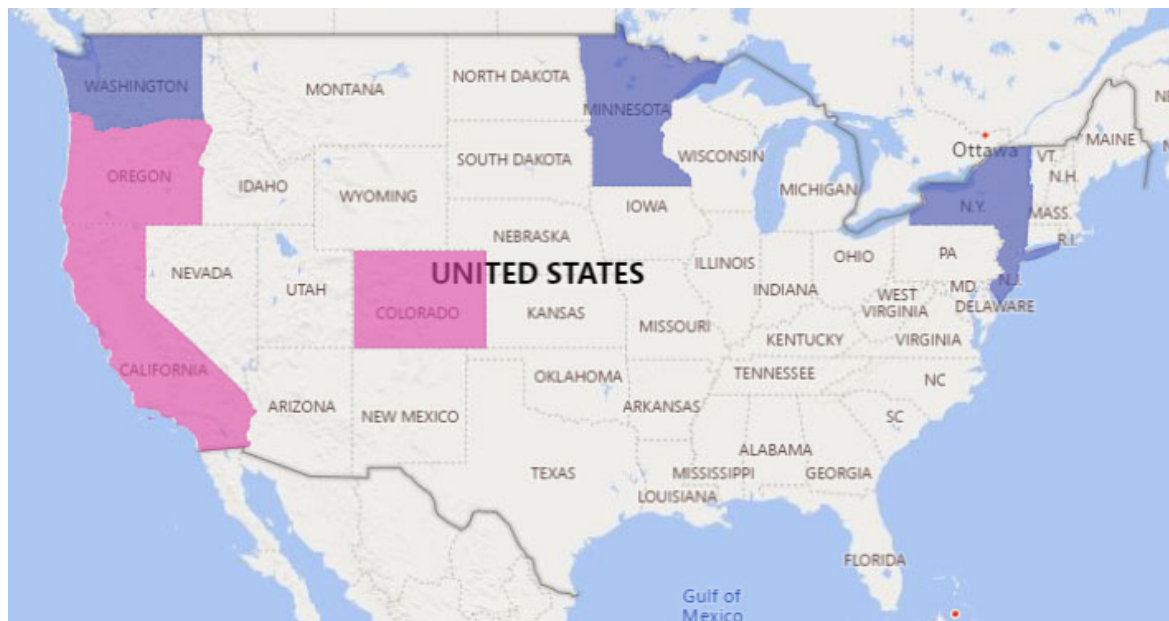 WASHINGTON
MONTANA
NORTH DAKOTA
MINNESOTA
Ottawa
MAINE
VT.
N.H.
OREGON
IDAHO
SOUTH DAKOTA
WISCONSIN
WYOMING
MICHIGAN
IOWA
N.Y.
MASS.
R.I.
NEBRASKA
NEVADA
UTAH
UNITED STATES
ILLINOIS
INDIANA
OHIO
PA
N.J.
MD.
DELAWARE
COLORADO
KANSAS
MISSOURI
WEST
VIRGINIA
KENTUCKY
VIRGINIA
CALIFORNIA
ARIZONA
NEW MEXICO
OKLAHOMA
ARKANSAS
TENNESSEE
NC
SC
TEXAS
MISSISSIPPI
ALABAMA
GEORGIA
LOUISIANA
FLORIDA
Gulf of
Mexico